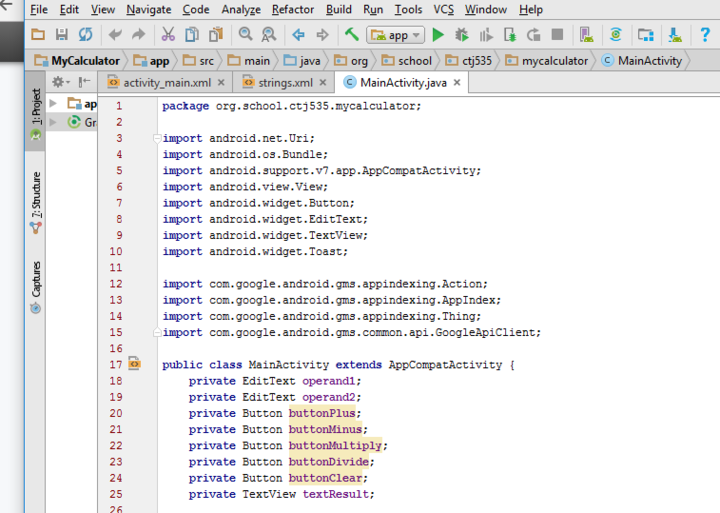 File Edit View Navigate Code Analyze Refactor Build Run Tools VCS Window Help
app
MyCalculator app src main java org school ctj535 mycalculator MainActivity
activity_main.xml strings.xml MainActivity.java
1: Project
7: Structure
Captures
ap
Gr
1 package org.school.ctj535.mycalculator;
2
3 import android.net.Uri;
4 import android.os.Bundle;
5 import android.support.v7.app.AppCompatActivity;
6 import android.view.View;
7 import android.widget.Button;
8 import android.widget.EditText;
9 import android.widget.TextView;
10 import android.widget.Toast;
11
12 import com.google.android.gms.appindexing.Action;
13 import com.google.android.gms.appindexing.AppIndex;
14 import com.google.android.gms.appindexing.Thing;
15 import com.google.android.gms.common.api.GoogleApiClient;
16
17 public class MainActivity extends AppCompatActivity {
18 private EditText operand1;
19 private EditText operand2;
20 private Button buttonPlus;
21 private Button buttonMinus;
22 private Button buttonMultiply;
23 private Button buttonDivide;
24 private Button buttonClear;
25 private TextView textResult;
26